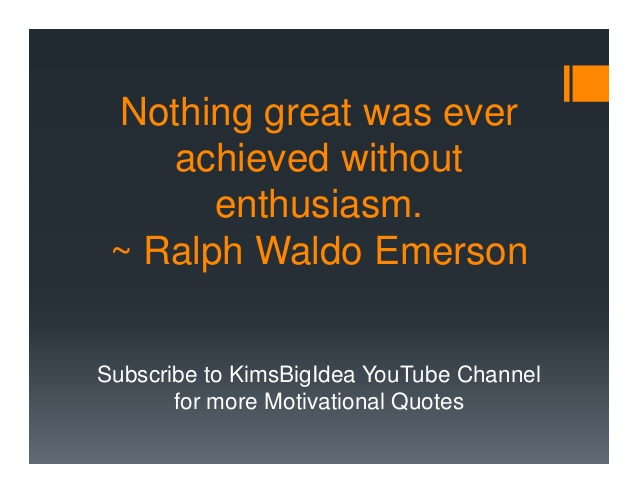 Nothing great was ever
achieved without
enthusiasm.
~ Ralph Waldo Emerson
Subscribe to KimsBigIdea YouTube Channel
for more Motivational Quotes